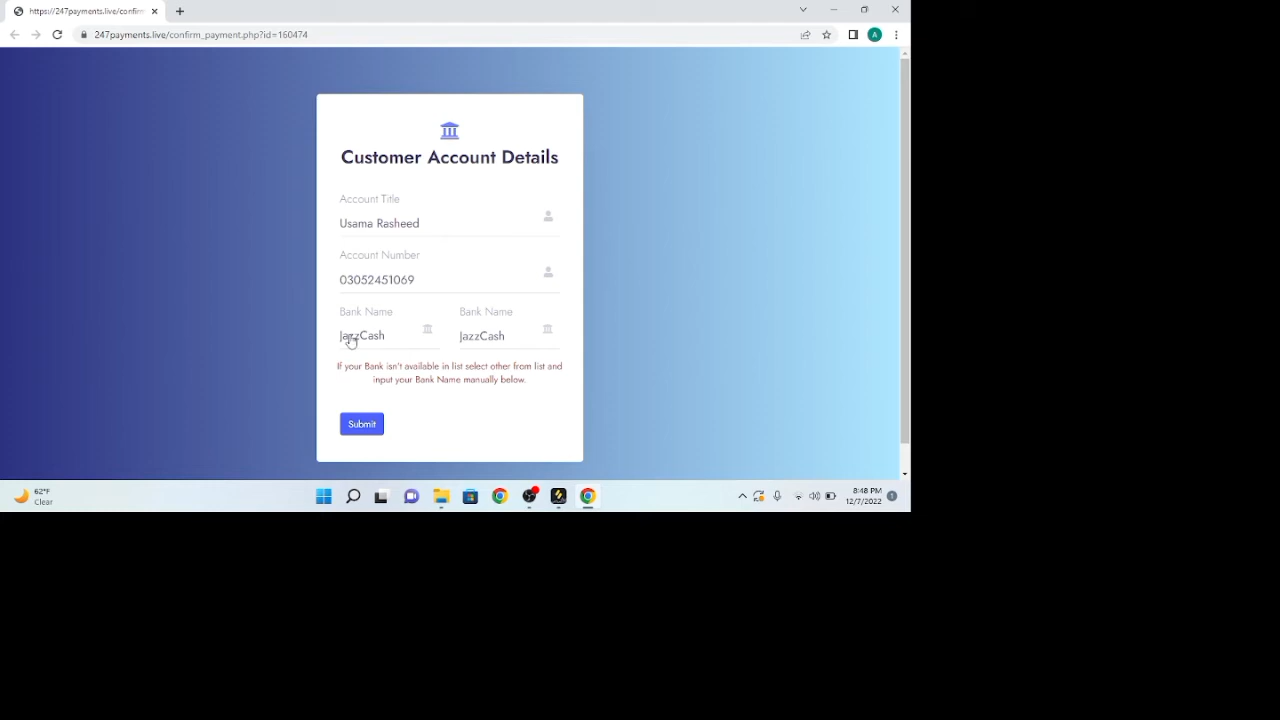 https://247payments.live/confirm
247payments.live/confirm_payment.php?id=160474
A
Customer Account Details
Account Title
Usama Rasheed
Account Number
03052451069
Bank Name Bank Name
JazzCash JazzCash
If your Bank isn't available in list select other from list and
input your Bank Name manually below.
Submit
62°F
Clear
8:48 PM
12/7/2022
1